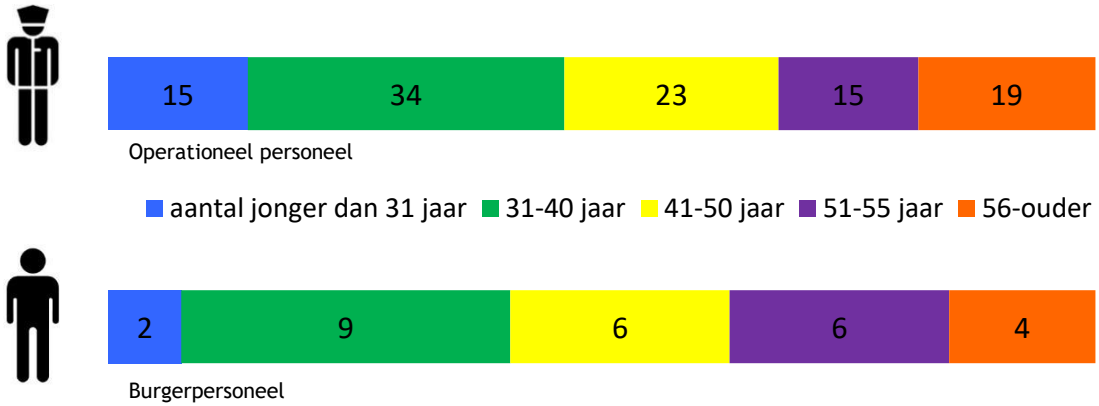 15 34 23 15 19
Operationeel personeel
aantal jonger dan 31 jaar 31-40 jaar 41-50 jaar 51-55 jaar 56-ouder
2 9 6 6 4
Burgerpersoneel